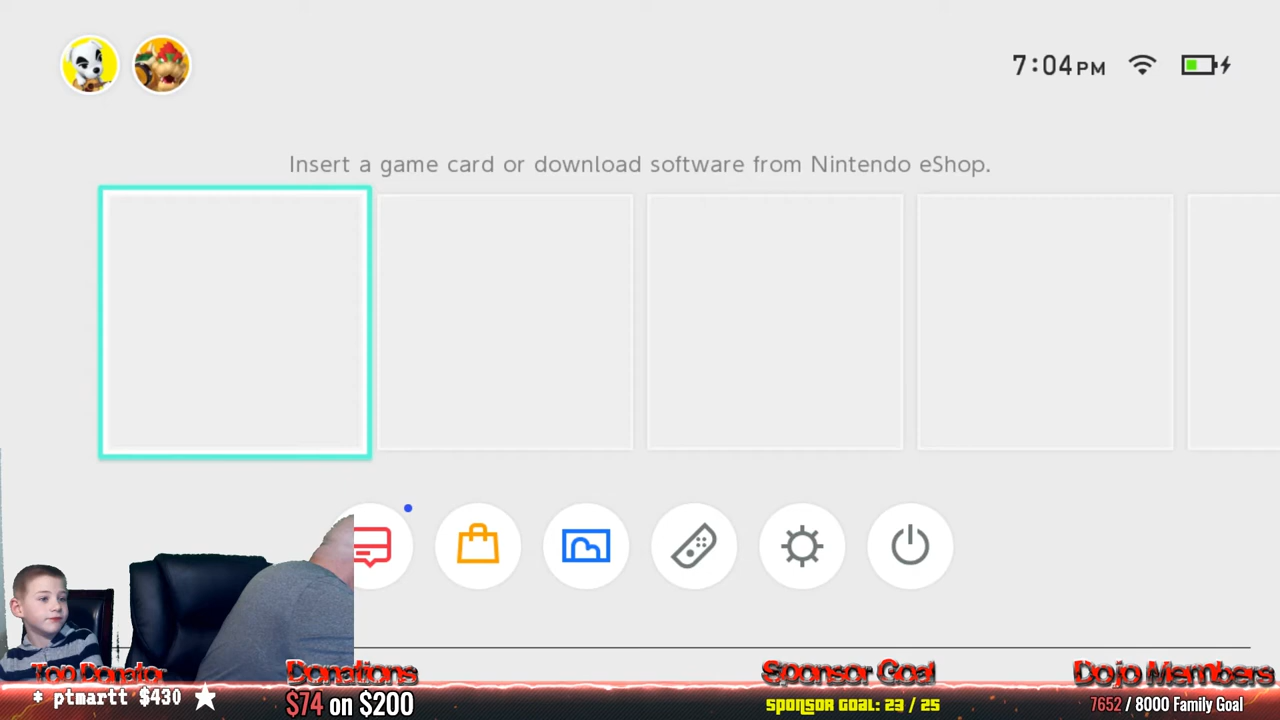 7:04 PM
Insert a game card or download software from Nintendo eShop.
Top Donator
* ptmartt $430
Donations
$74 on $200
Sponsor Goal
SPONSOR GOAL: 23 / 25
Dojo Members
7652 / 8000 Family Goal